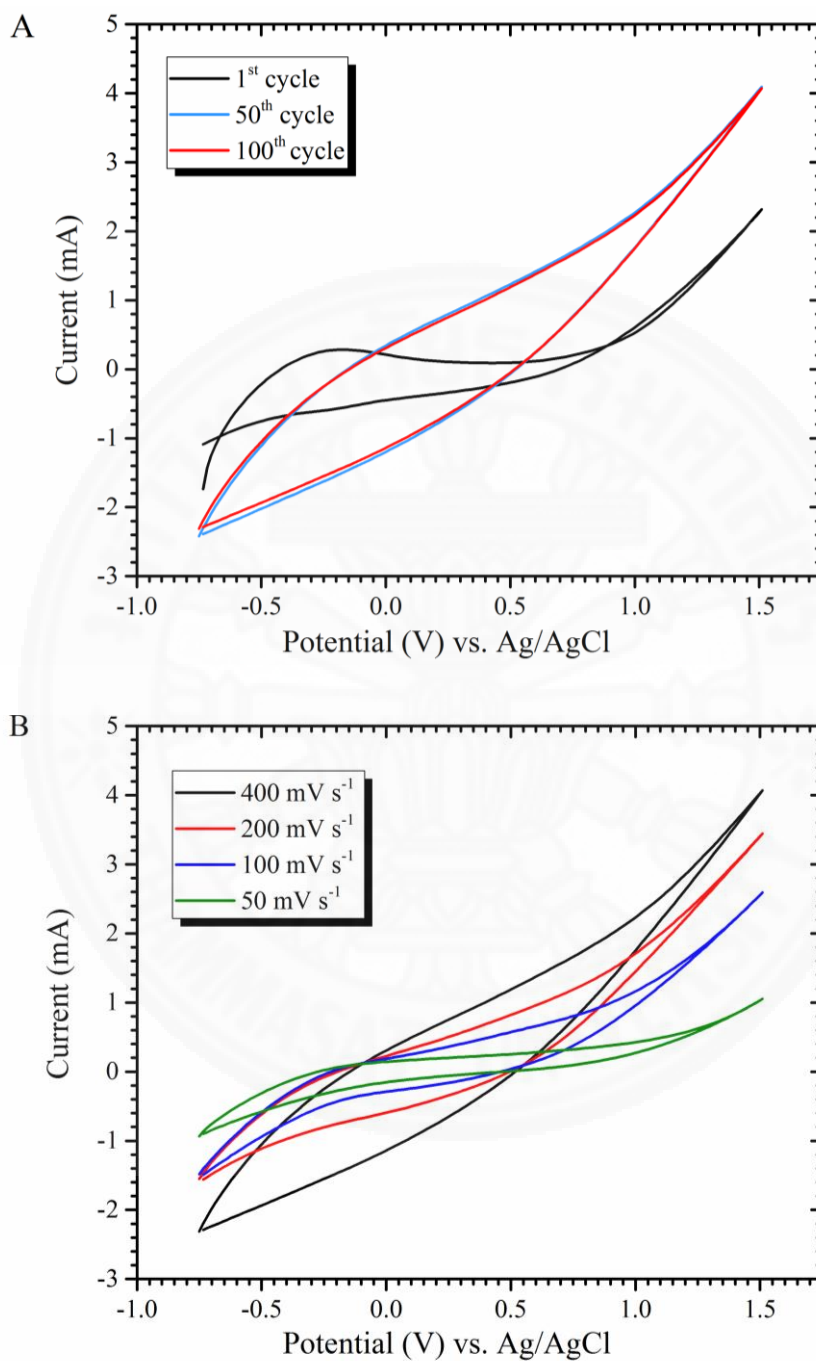 A
5
4
3
2
1
0
-1
-2
-3
Current (mA)
1st cycle
50th cycle
100th cycle
-1.0 -0.5 0.0 0.5 1.0 1.5
Potential (V) vs. Ag/AgCl
B
5
4
3
2
1
0
-1
-2
-3
Current (mA)
400 mV s-1
200 mV s-1
100 mV s-1
50 mV s-1
-1.0 -0.5 0.0 0.5 1.0 1.5
Potential (V) vs. Ag/AgCl